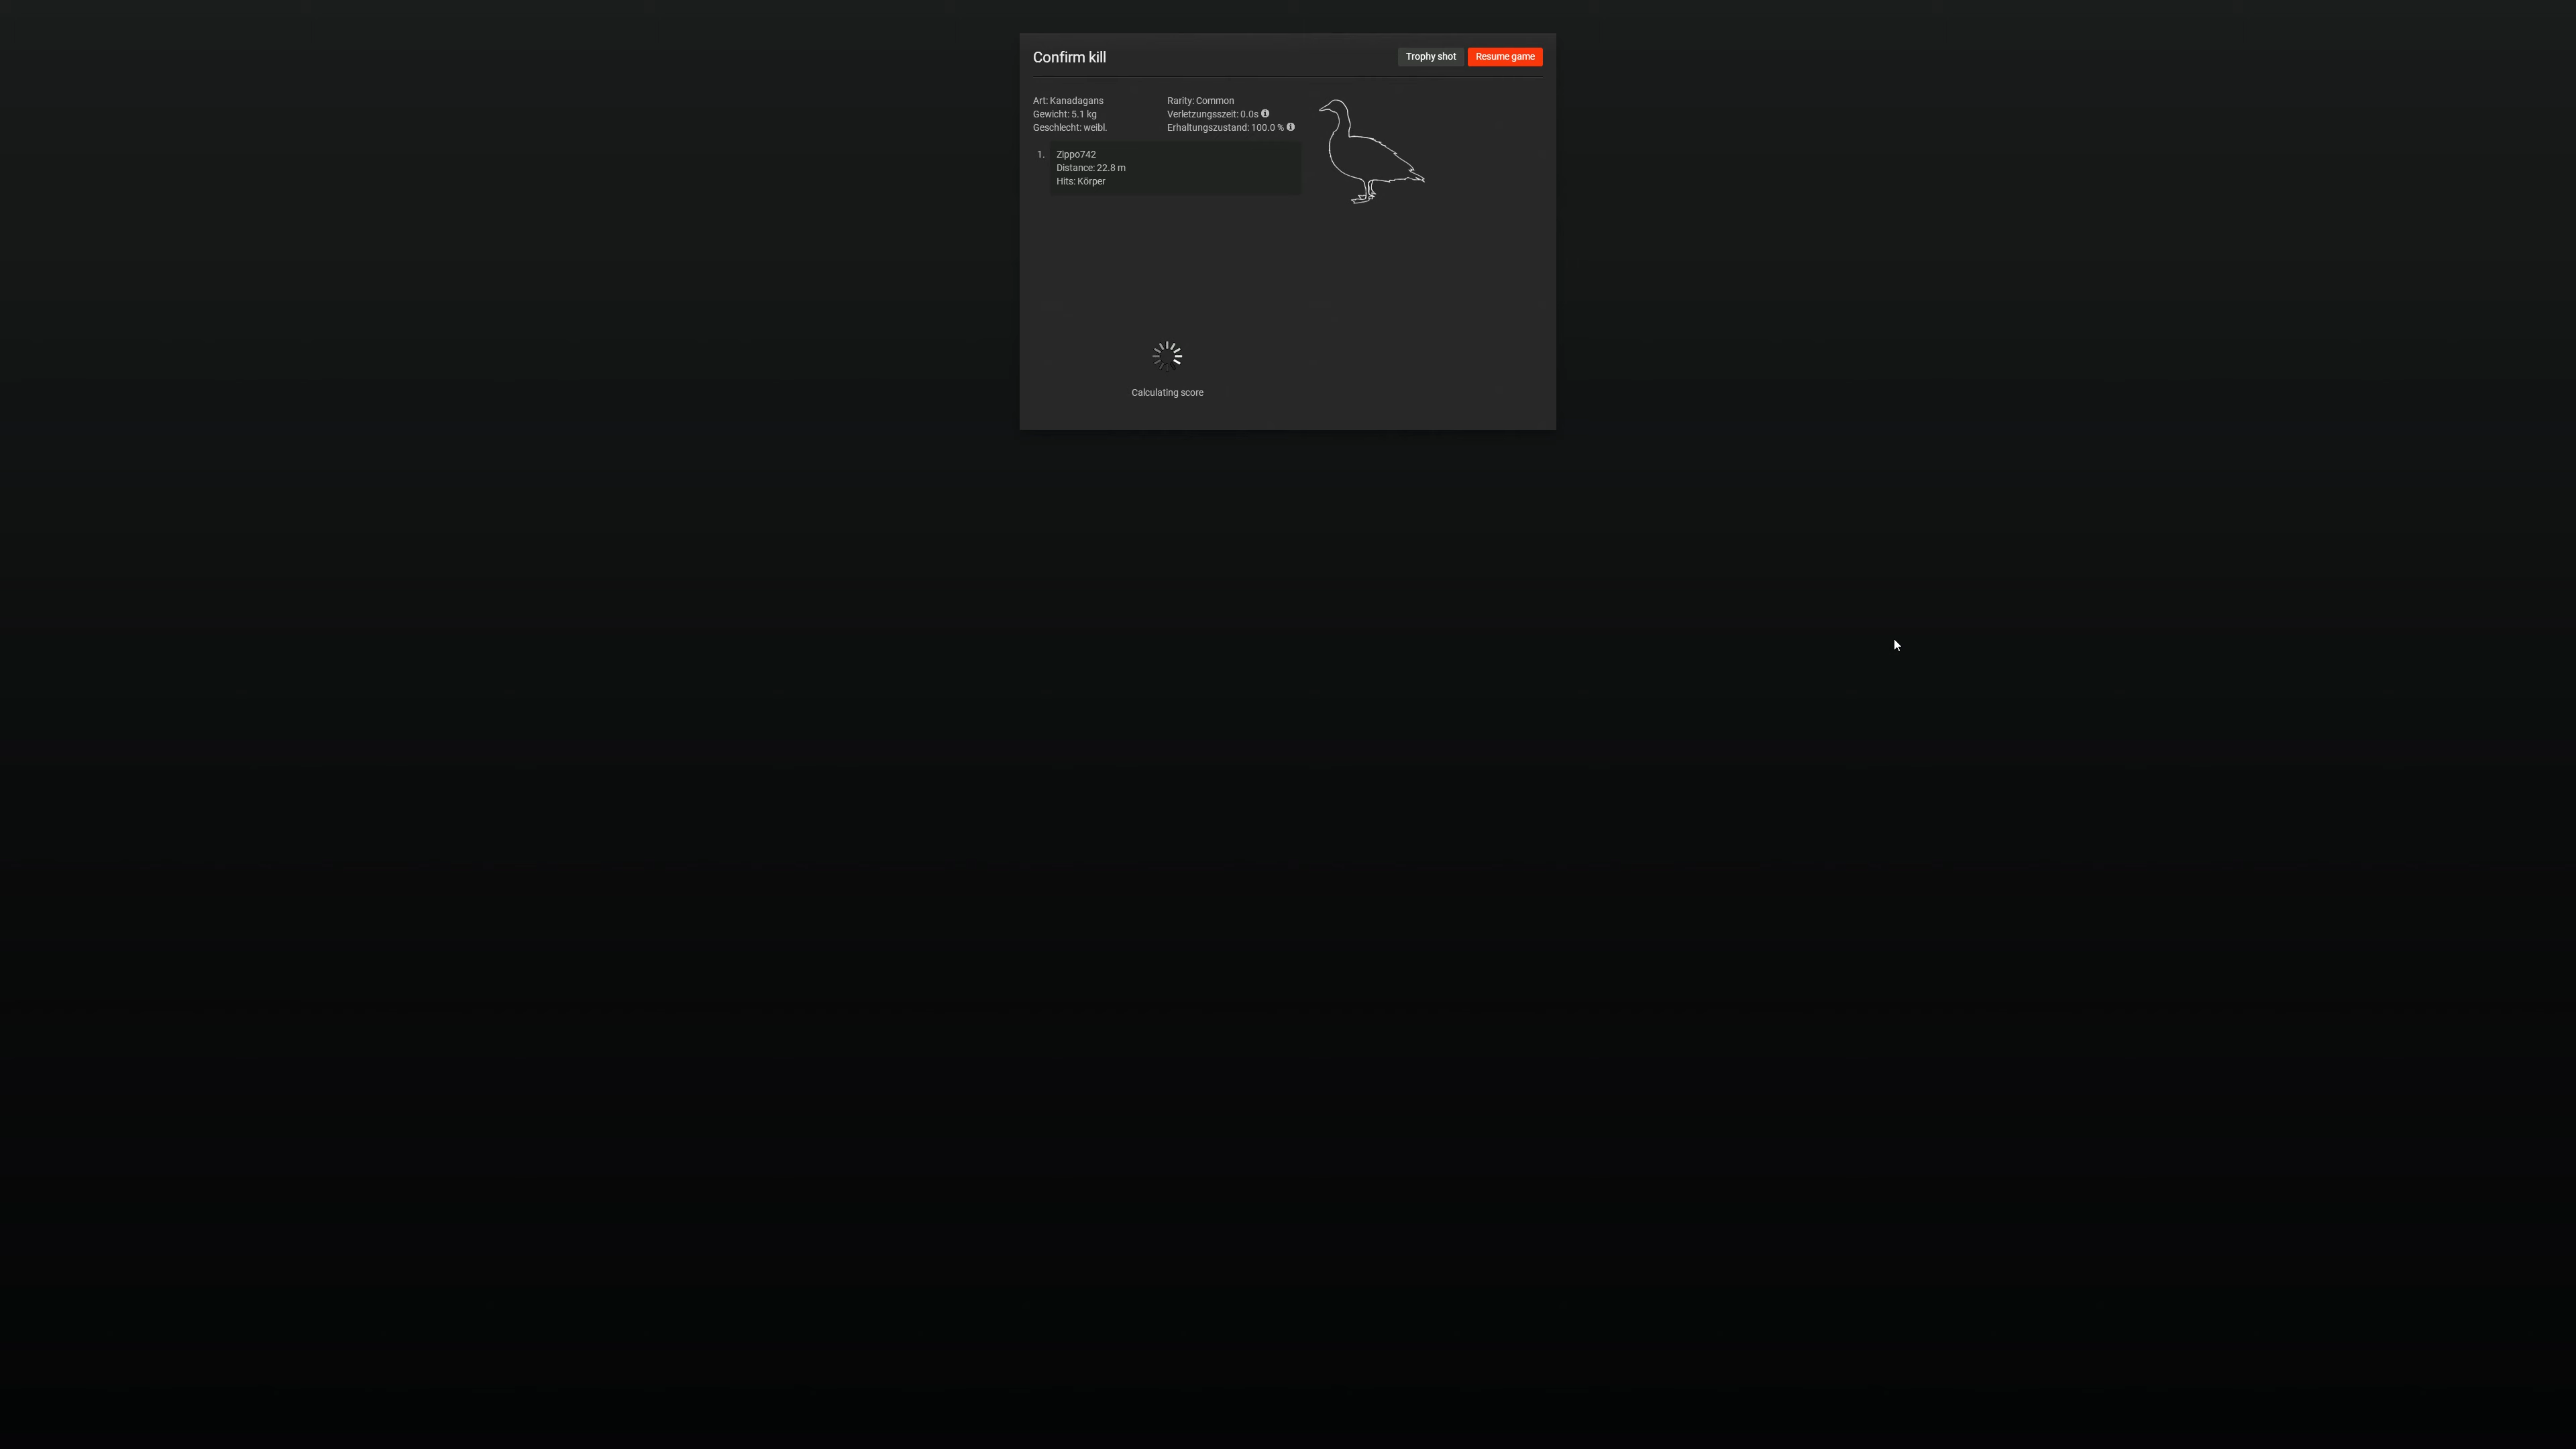 Confirm kill
Trophy shot
Resume game
Art: Kanadagans
Gewicht: 5.1 kg
Geschlecht: weibl.
Rarity: Common
Verletzungsszeit: 0.0s
Erhaltungszustand: 100.0 %
1. Zippo742
Distance: 22.8 m
Hits: Körper
Calculating score